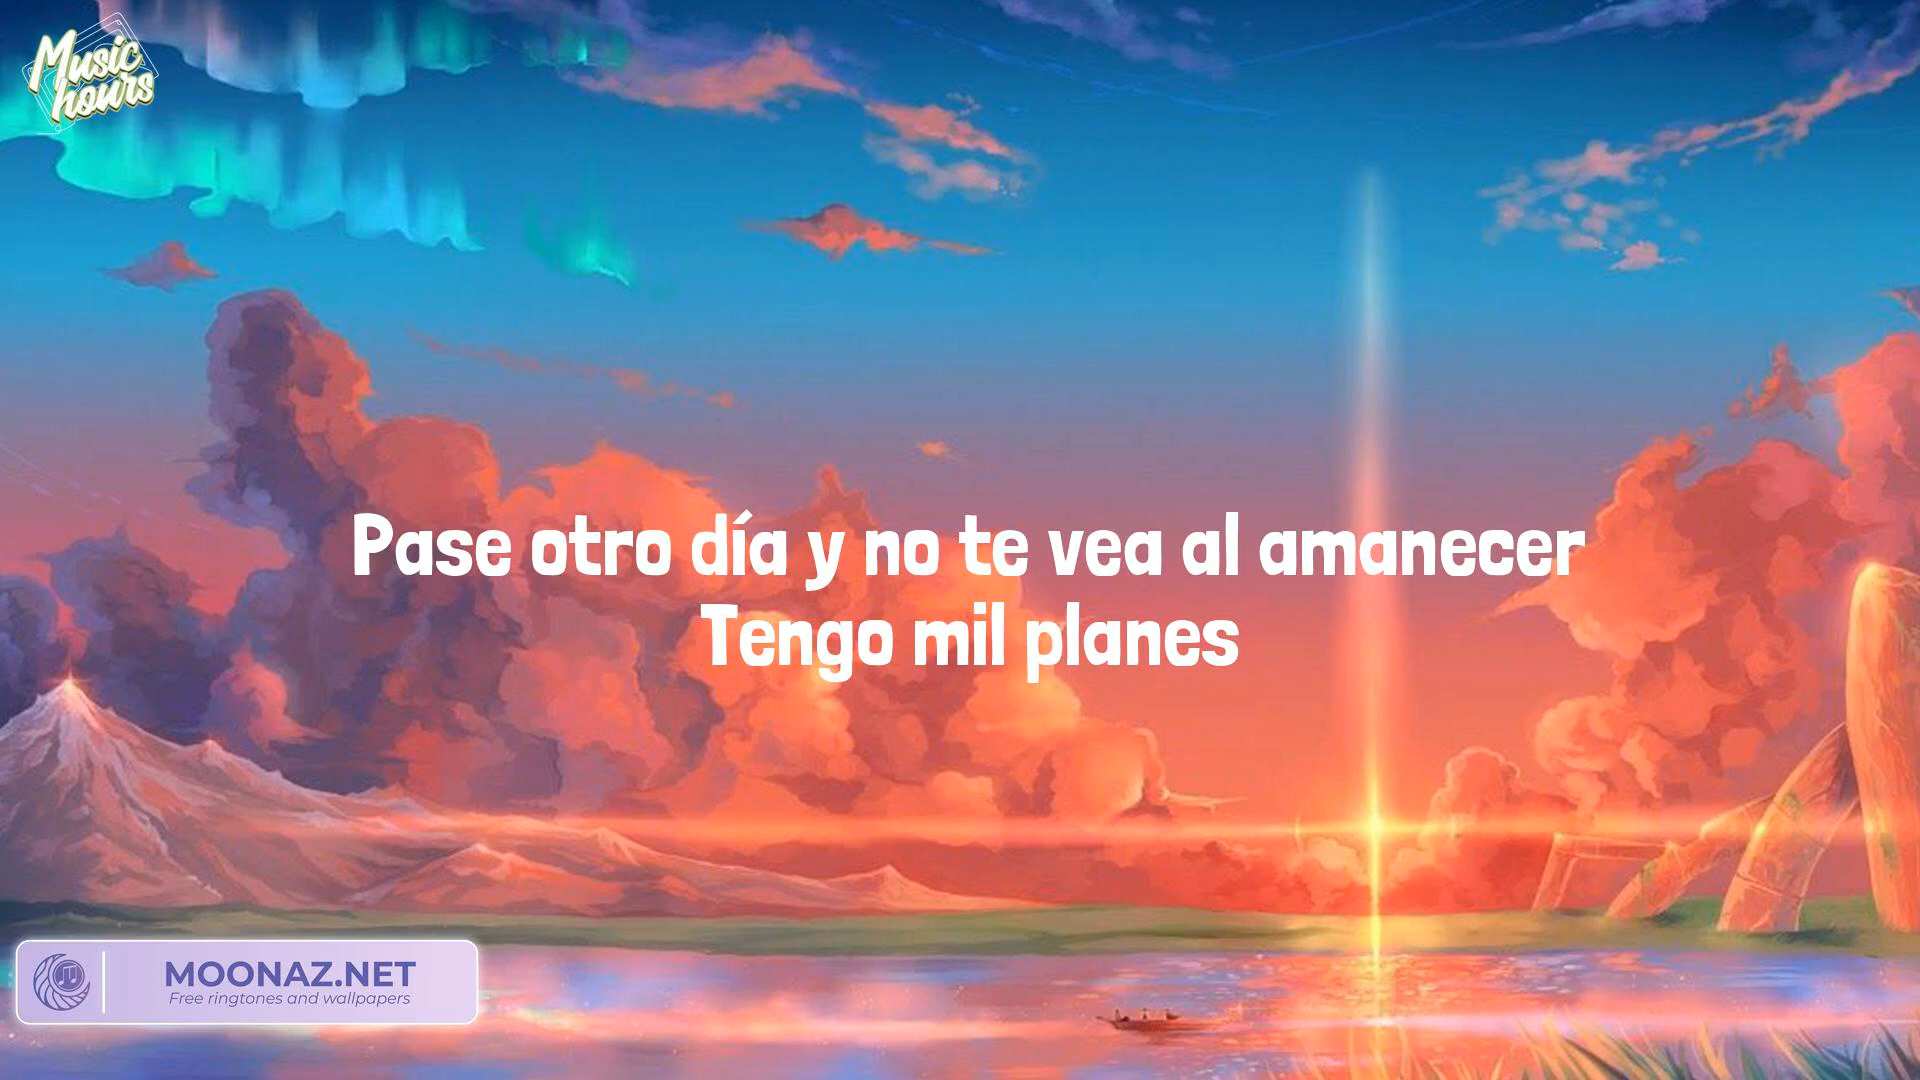 Music
hours
Pase otro día y no te vea al amanecer
Tengo mil planes
MOONAZ.NET
Free ringtones and wallpapers